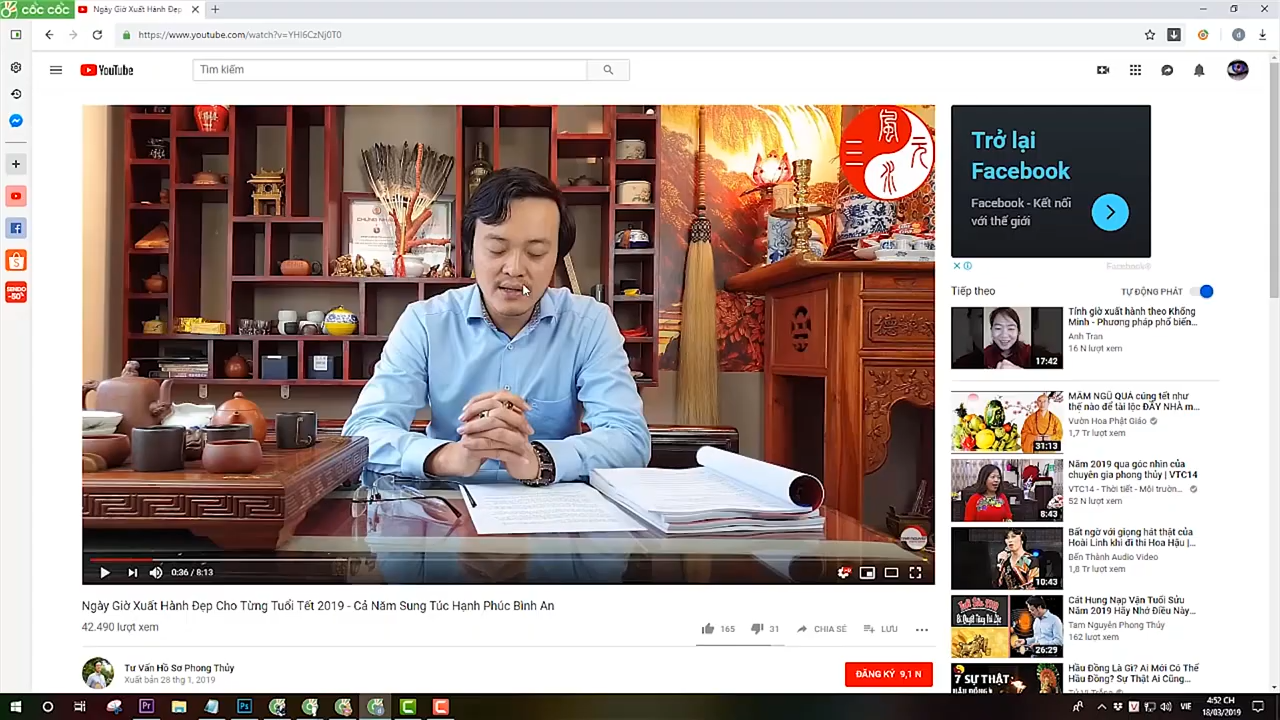 cốc cốc
Ngày Giờ Xuất Hành Đẹp
https://www.youtube.com/watch?v=YHI6CzNj0T0
YouTube
Tìm kiếm
風
元
水
Trở lại
Facebook
Facebook - Kết nối
với thế giới
Facebook®
Tiếp theo
TỰ ĐỘNG PHÁT
Tính giờ xuất hành theo Khổng
Minh - Phương pháp phổ biến...
Anh Tran
16 N lượt xem
17:42
MÂM NGŨ QUẢ cúng tết như
thế nào để tài lộc ĐẦY NHÀ m...
Vườn Hoa Phật Giáo
1,7 Tr lượt xem
31:13
Năm 2019 qua góc nhìn của
chuyên gia phong thủy | VTC14
VTC14 - Thời tiết - Môi trườn...
52 N lượt xem
8:43
Bất ngờ với giọng hát thật của
Hoài Linh khi đi thi Hoa Hậu |...
Bến Thành Audio Video
1,8 Tr lượt xem
10:43
Cát Hung Nạp Vận Tuổi Sửu
Năm 2019 Hãy Nhớ Điều Này...
Tam Nguyên Phong Thủy
162 lượt xem
26:29
Hầu Đồng Là Gì? Ai Mới Có Thể
Hầu Đồng? Sự Thật Ai Cũng...
7 SỰ THẬT:
0:36 / 8:13
Ngày Giờ Xuất Hành Đẹp Cho Từng Tuổi Tết 2019 - Cả Năm Sung Túc Hạnh Phúc Bình An
42.490 lượt xem
165
31
CHIA SẺ
LƯU
Tư Vấn Hồ Sơ Phong Thủy
Xuất bản 28 thg 1, 2019
ĐĂNG KÝ 9,1 N
VIE
4:52 CH
18/03/2019